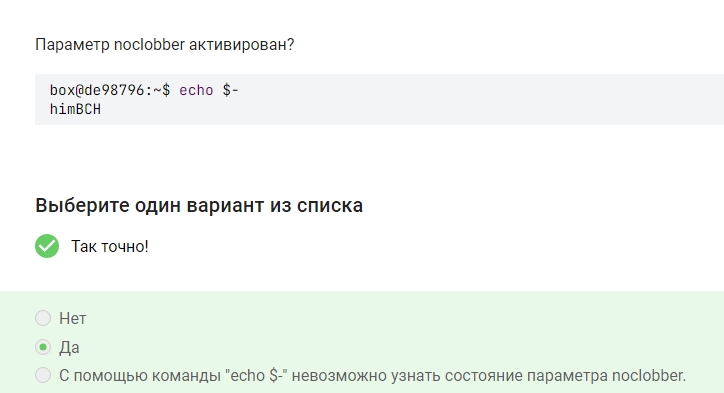 Параметр noclobber активирован?
box@de98796:~$ echo $-
himBCH
Выберите один вариант из списка
Так точно!
Нет
Да
С помощью команды "echo $-" невозможно узнать состояние параметра noclobber.